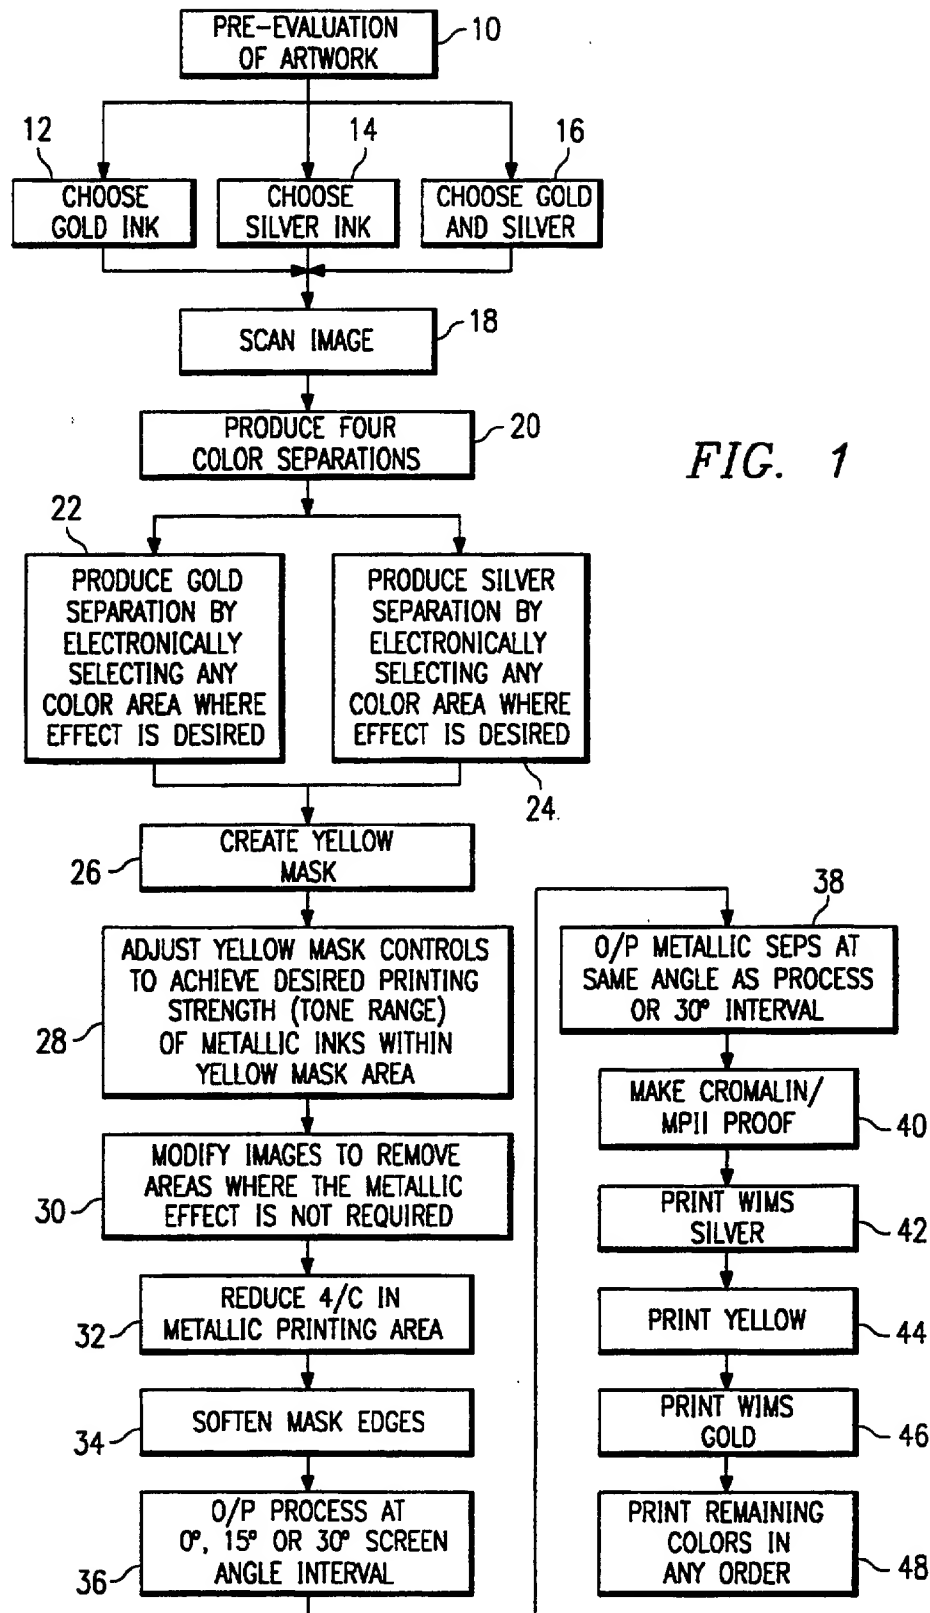 PRE-EVALUATION
OF ARTWORK
10
12
14
16
CHOOSE
GOLD INK
CHOOSE
SILVER INK
CHOOSE GOLD
AND SILVER
18
SCAN IMAGE
PRODUCE FOUR
COLOR SEPARATIONS
20
FIG. 1
22
PRODUCE GOLD
SEPARATION BY
ELECTRONICALLY
SELECTING ANY
COLOR AREA WHERE
EFFECT IS DESIRED
PRODUCE SILVER
SEPARATION BY
ELECTRONICALLY
SELECTING ANY
COLOR AREA WHERE
EFFECT IS DESIRED
24
CREATE YELLOW
MASK
26
ADJUST YELLOW MASK CONTROLS
TO ACHIEVE DESIRED PRINTING
STRENGTH (TONE RANGE)
OF METALLIC INKS WITHIN
YELLOW MASK AREA
28
MODIFY IMAGES TO REMOVE
AREAS WHERE THE METALLIC
EFFECT IS NOT REQUIRED
30
REDUCE 4/C IN
METALLIC PRINTING AREA
32
SOFTEN MASK EDGES
34
O/P PROCESS AT
0°, 15° OR 30° SCREEN
ANGLE INTERVAL
36
38
O/P METALLIC SEPS AT
SAME ANGLE AS PROCESS
OR 30° INTERVAL
MAKE CROMALIN/
MPII PROOF
40
PRINT WIMS
SILVER
42
PRINT YELLOW
44
PRINT WIMS
GOLD
46
PRINT REMAINING
COLORS IN
ANY ORDER
48